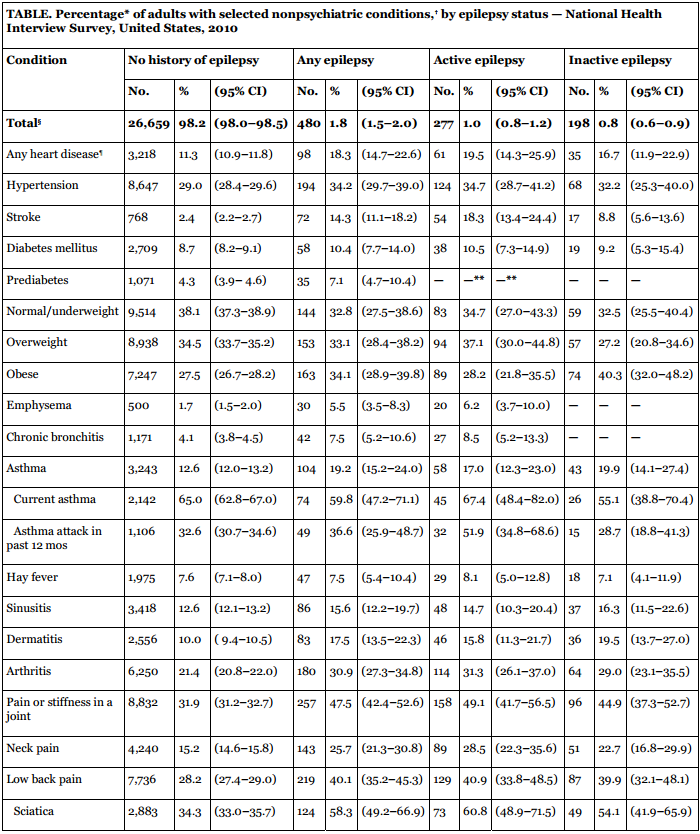 TABLE. Percentage* of adults with selected nonpsychiatric conditions,† by epilepsy status — National Health
Interview Survey, United States, 2010
Condition No history of epilepsy Any epilepsy Active epilepsy Inactive epilepsy
No. % (95% CI) No. % (95% CI) No. % (95% CI) No. % (95% CI)
Total§ 26,659 98.2 (98.0–98.5) 480 1.8 (1.5–2.0) 277 1.0 (0.8–1.2) 198 0.8 (0.6–0.9)
Any heart disease¶ 3,218 11.3 (10.9–11.8) 98 18.3 (14.7–22.6) 61 19.5 (14.3–25.9) 35 16.7 (11.9–22.9)
Hypertension 8,647 29.0 (28.4–29.6) 194 34.2 (29.7–39.0) 124 34.7 (28.7–41.2) 68 32.2 (25.3–40.0)
Stroke 768 2.4 (2.2–2.7) 72 14.3 (11.1–18.2) 54 18.3 (13.4–24.4) 17 8.8 (5.6–13.6)
Diabetes mellitus 2,709 8.7 (8.2–9.1) 58 10.4 (7.7–14.0) 38 10.5 (7.3–14.9) 19 9.2 (5.3–15.4)
Prediabetes 1,071 4.3 (3.9– 4.6) 35 7.1 (4.7–10.4) — —** —** — — —
Normal/underweight 9,514 38.1 (37.3–38.9) 144 32.8 (27.5–38.6) 83 34.7 (27.0–43.3) 59 32.5 (25.5–40.4)
Overweight 8,938 34.5 (33.7–35.2) 153 33.1 (28.4–38.2) 94 37.1 (30.0–44.8) 57 27.2 (20.8–34.6)
Obese 7,247 27.5 (26.7–28.2) 163 34.1 (28.9–39.8) 89 28.2 (21.8–35.5) 74 40.3 (32.0–48.2)
Emphysema 500 1.7 (1.5–2.0) 30 5.5 (3.5–8.3) 20 6.2 (3.7–10.0) — — —
Chronic bronchitis 1,171 4.1 (3.8–4.5) 42 7.5 (5.2–10.6) 27 8.5 (5.2–13.3) — — —
Asthma 3,243 12.6 (12.0–13.2) 104 19.2 (15.2–24.0) 58 17.0 (12.3–23.0) 43 19.9 (14.1–27.4)
Current asthma 2,142 65.0 (62.8–67.0) 74 59.8 (47.2–71.1) 45 67.4 (48.4–82.0) 26 55.1 (38.8–70.4)
Asthma attack in
past 12 mos 1,106 32.6 (30.7–34.6) 49 36.6 (25.9–48.7) 32 51.9 (34.8–68.6) 15 28.7 (18.8–41.3)
Hay fever 1,975 7.6 (7.1–8.0) 47 7.5 (5.4–10.4) 29 8.1 (5.0–12.8) 18 7.1 (4.1–11.9)
Sinusitis 3,418 12.6 (12.1–13.2) 86 15.6 (12.2–19.7) 48 14.7 (10.3–20.4) 37 16.3 (11.5–22.6)
Dermatitis 2,556 10.0 ( 9.4–10.5) 83 17.5 (13.5–22.3) 46 15.8 (11.3–21.7) 36 19.5 (13.7–27.0)
Arthritis 6,250 21.4 (20.8–22.0) 180 30.9 (27.3–34.8) 114 31.3 (26.1–37.0) 64 29.0 (23.1–35.5)
Pain or stiffness in a
joint 8,832 31.9 (31.2–32.7) 257 47.5 (42.4–52.6) 158 49.1 (41.7–56.5) 96 44.9 (37.3–52.7)
Neck pain 4,240 15.2 (14.6–15.8) 143 25.7 (21.3–30.8) 89 28.5 (22.3–35.6) 51 22.7 (16.8–29.9)
Low back pain 7,736 28.2 (27.4–29.0) 219 40.1 (35.2–45.3) 129 40.9 (33.8–48.5) 87 39.9 (32.1–48.1)
Sciatica 2,883 34.3 (33.0–35.7) 124 58.3 (49.2–66.9) 73 60.8 (48.9–71.5) 49 54.1 (41.9–65.9)